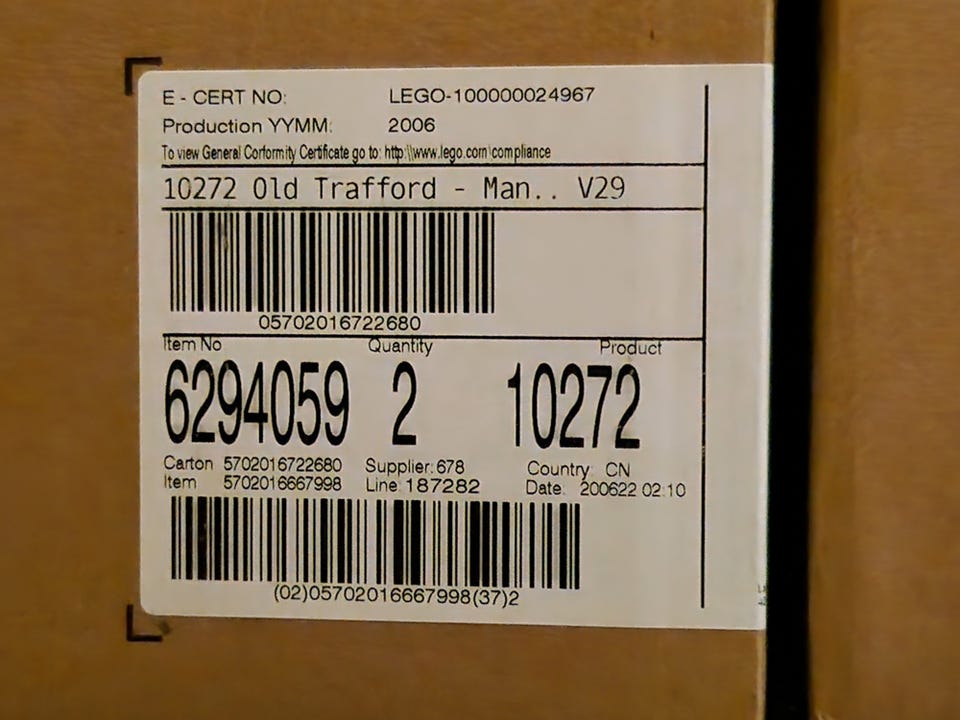 E - CERT NO: LEGO-100000024967
Production YYMM: 2006
To view General Corformity Certificate go to: http:\\www.lego.com\compliance
10272 Old Trafford - Man.. V29
05702016722680
Item No Quantity Product
6294059 2 10272
Carton 5702016722680 Supplier: 678 Country: CN
Item 5702016667998 Line: 187282 Date: 200622 02:10
(02)05702016667998(37)2